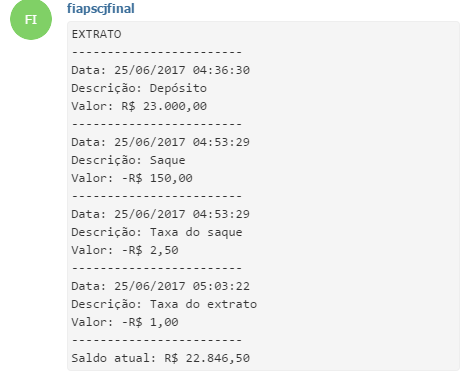 FI
fiapscjfinal
EXTRATO
------------------------
Data: 25/06/2017 04:36:30
Descrição: Depósito
Valor: R$ 23.000,00
------------------------
Data: 25/06/2017 04:53:29
Descrição: Saque
Valor: -R$ 150,00
------------------------
Data: 25/06/2017 04:53:29
Descrição: Taxa do saque
Valor: -R$ 2,50
------------------------
Data: 25/06/2017 05:03:22
Descrição: Taxa do extrato
Valor: -R$ 1,00
------------------------
Saldo atual: R$ 22.846,50